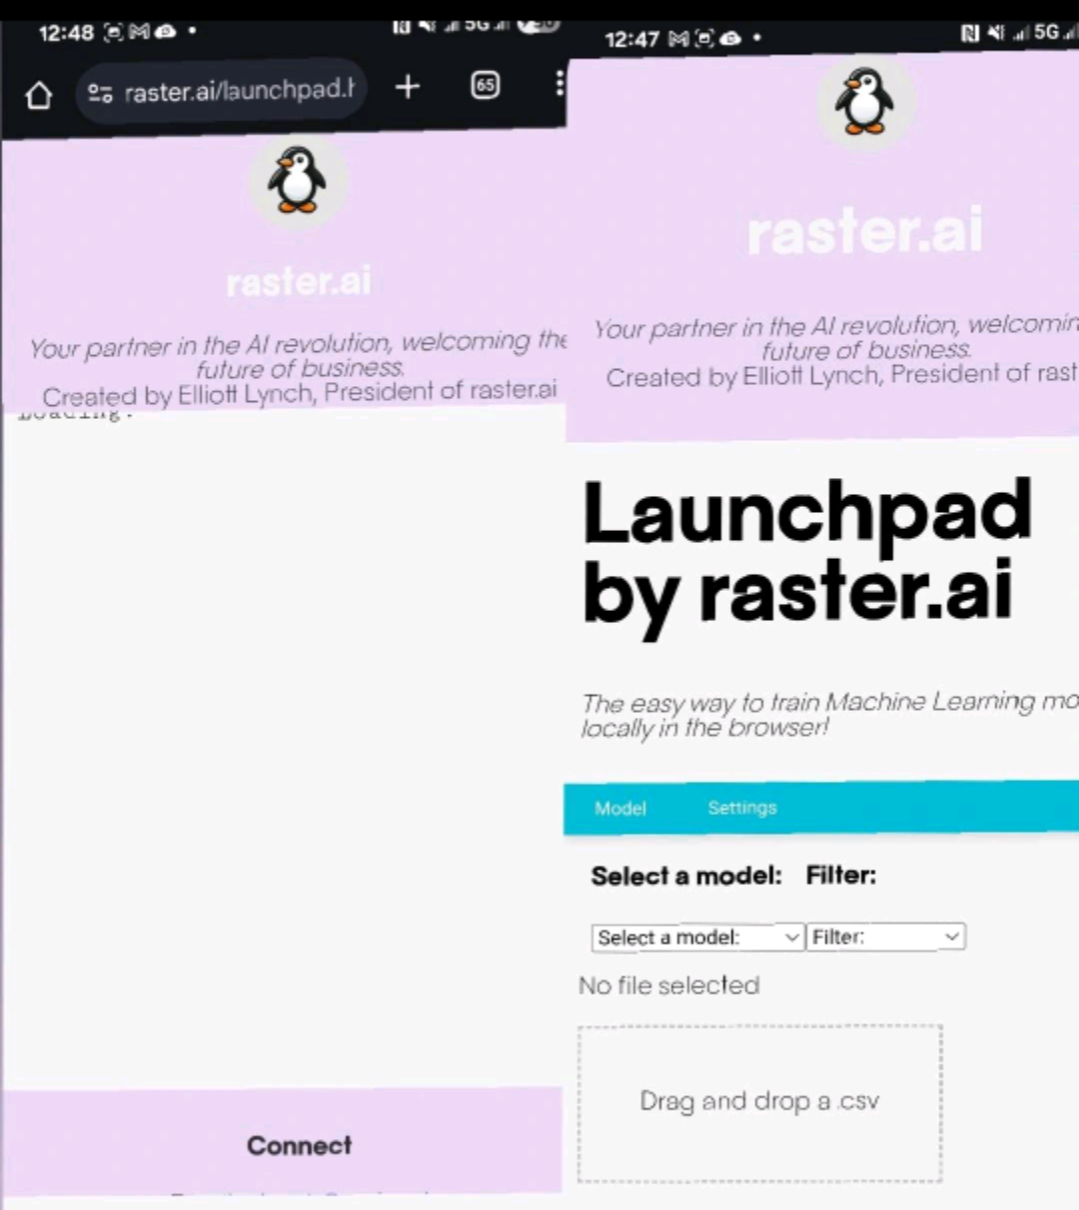 12:48
5G
raster.ai/launchpad.h
65
raster.ai
Your partner in the AI revolution, welcoming the
future of business.
Created by Elliott Lynch, President of raster.ai
Loading.
Connect
12:47
5G
raster.ai
Your partner in the AI revolution, welcomin
future of business.
Created by Elliott Lynch, President of rast
Launchpad
by raster.ai
The easy way to train Machine Learning mo
locally in the browser!
Model Settings
Select a model: Filter:
Select a model: Filter:
No file selected
Drag and drop a .csv